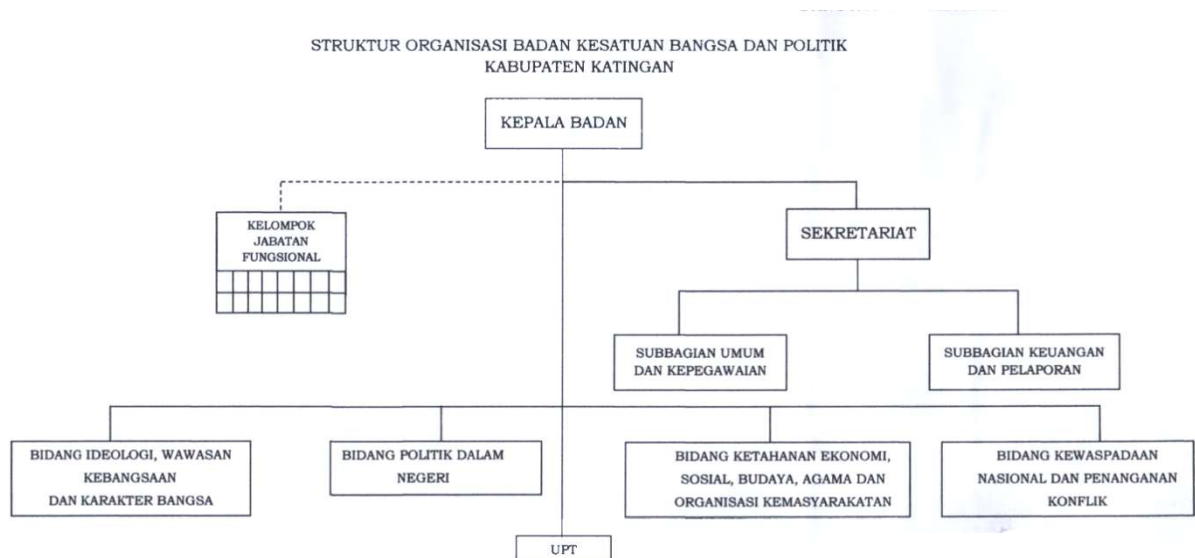 STRUKTUR ORGANISASI BADAN KESATUAN BANGSA DAN POLITIK
KABUPATEN KATINGAN
KEPALA BADAN
KELOMPOK
JABATAN
FUNGSIONAL
SEKRETARIAT
SUBBAGIAN UMUM
DAN KEPEGAWAIAN
SUBBAGIAN KEUANGAN
DAN PELAPORAN
BIDANG IDEOLOGI, WAWASAN
KEBANGSAAN
DAN KARAKTER BANGSA
BIDANG POLITIK DALAM
NEGERI
BIDANG KETAHANAN EKONOMI,
SOSIAL, BUDAYA, AGAMA DAN
ORGANISASI KEMASYARAKATAN
BIDANG KEWASPADAAN
NASIONAL DAN PENANGANAN
KONFLIK
UPT